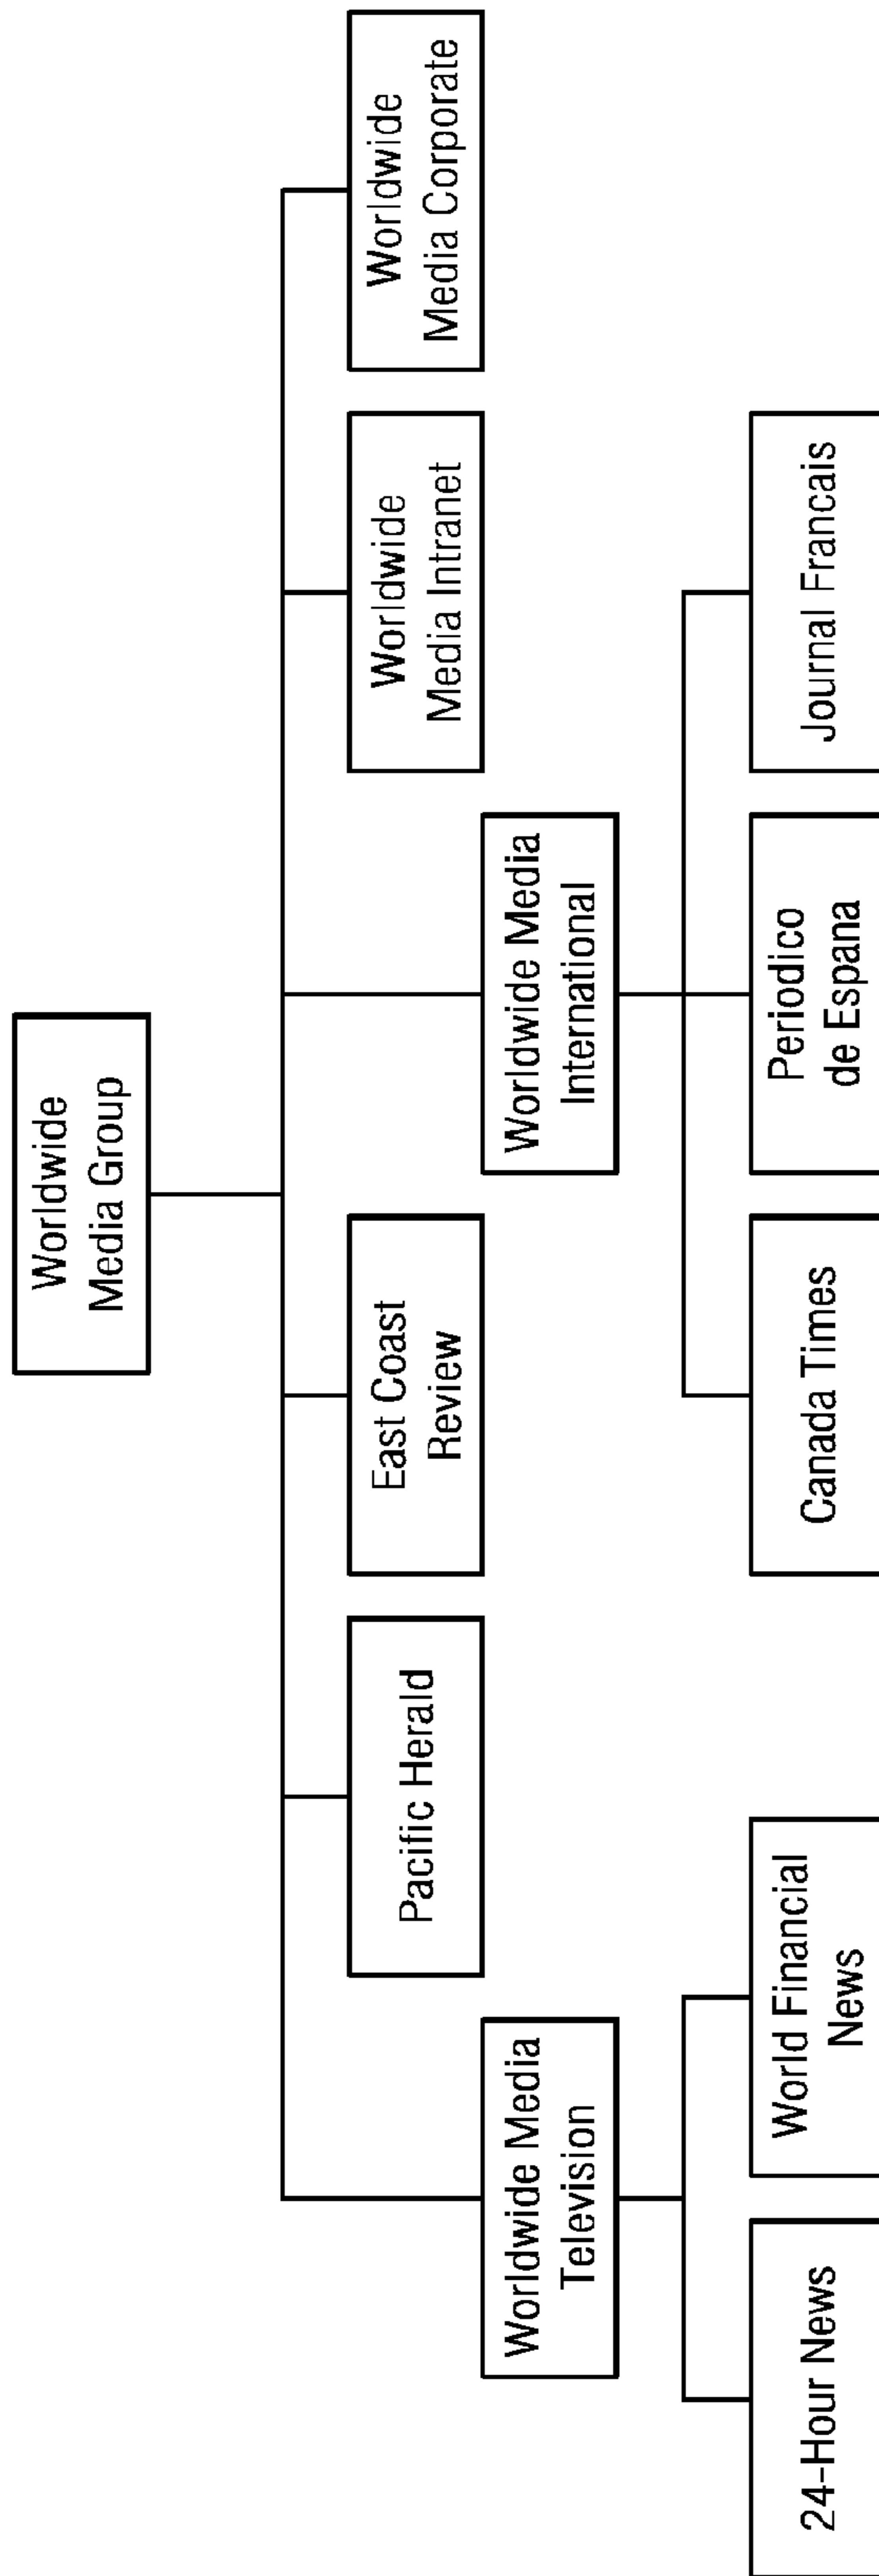 Worldwide
Media Group
Worldwide Media
Television
Pacific Herald
East Coast
Review
Worldwide Media
International
Worldwide
Media Intranet
Worldwide
Media Corporate
24-Hour News
World Financial
News
Canada Times
Periodico
de Espana
Journal Francais